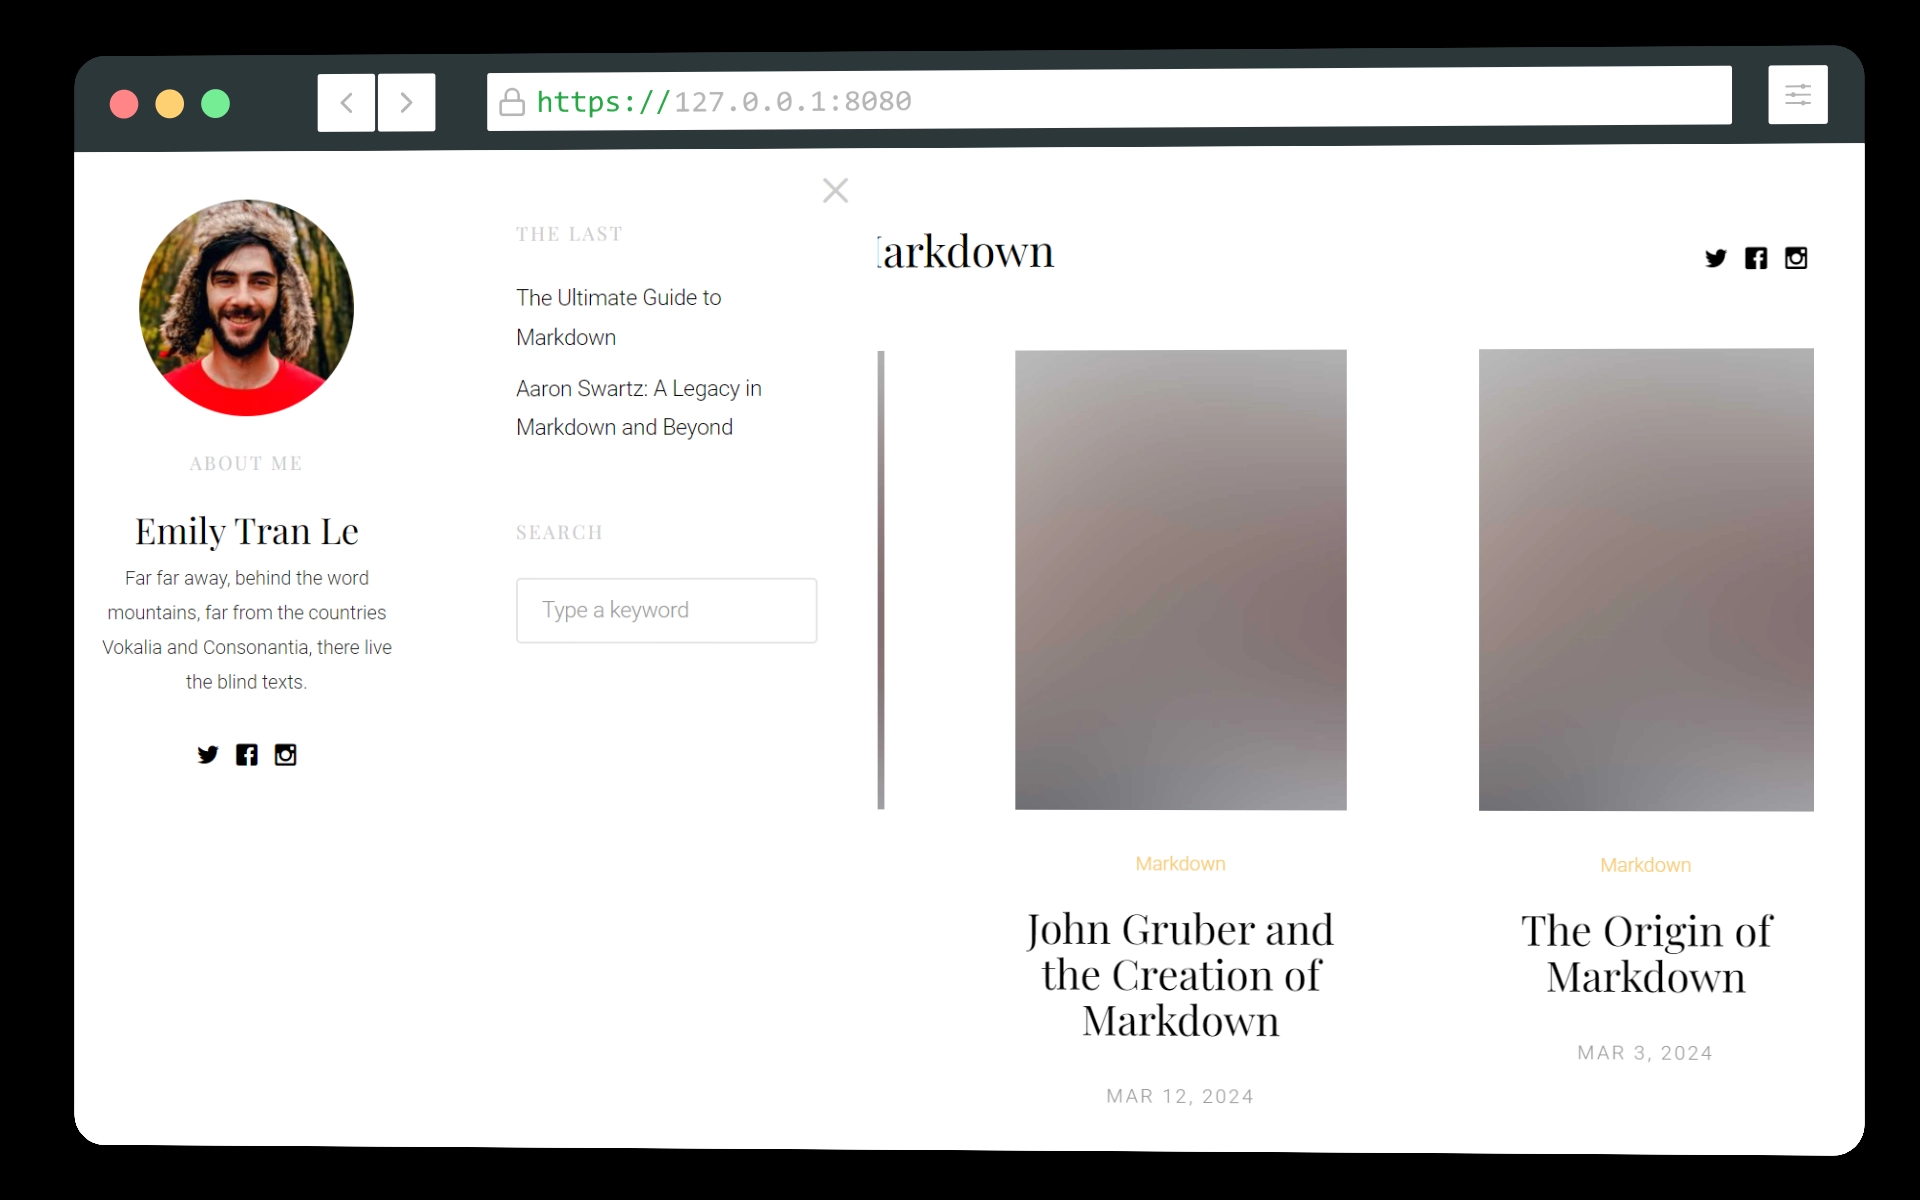 https://127.0.0.1:8080
ABOUT ME
Emily Tran Le
Far far away, behind the word
mountains, far from the countries
Vokalia and Consonantia, there live
the blind texts.
THE LAST
The Ultimate Guide to
Markdown
Aaron Swartz: A Legacy in
Markdown and Beyond
SEARCH
Type a keyword
arkdown
Markdown
John Gruber and
the Creation of
Markdown
MAR 12, 2024
Markdown
The Origin of
Markdown
MAR 3, 2024